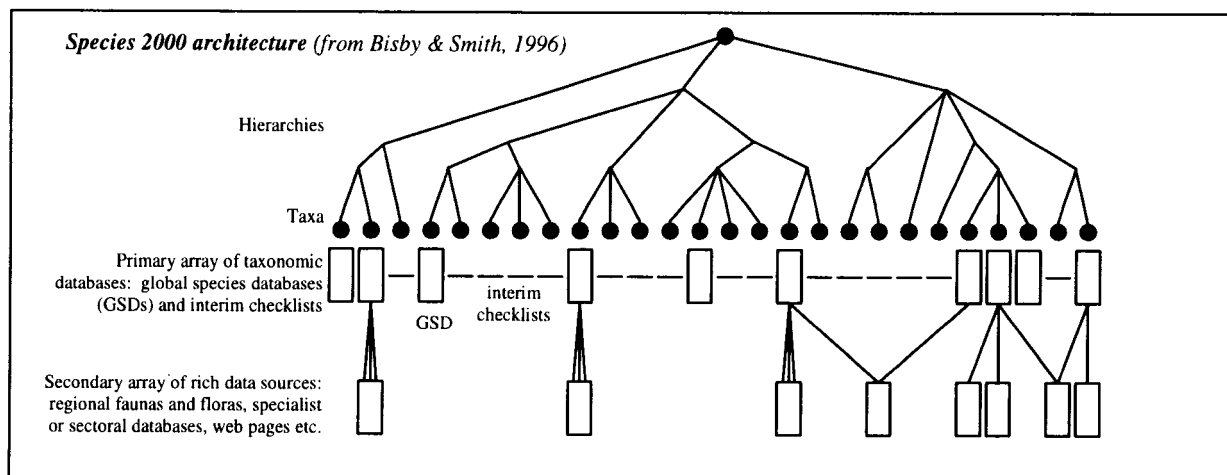 Species 2000 architecture (from Bisby & Smith, 1996)
Hierarchies
Taxa
Primary array of taxonomic
databases: global species databases
(GSDs) and interim checklists
GSD
interim
checklists
Secondary array of rich data sources:
regional faunas and floras, specialist
or sectoral databases, web pages etc.